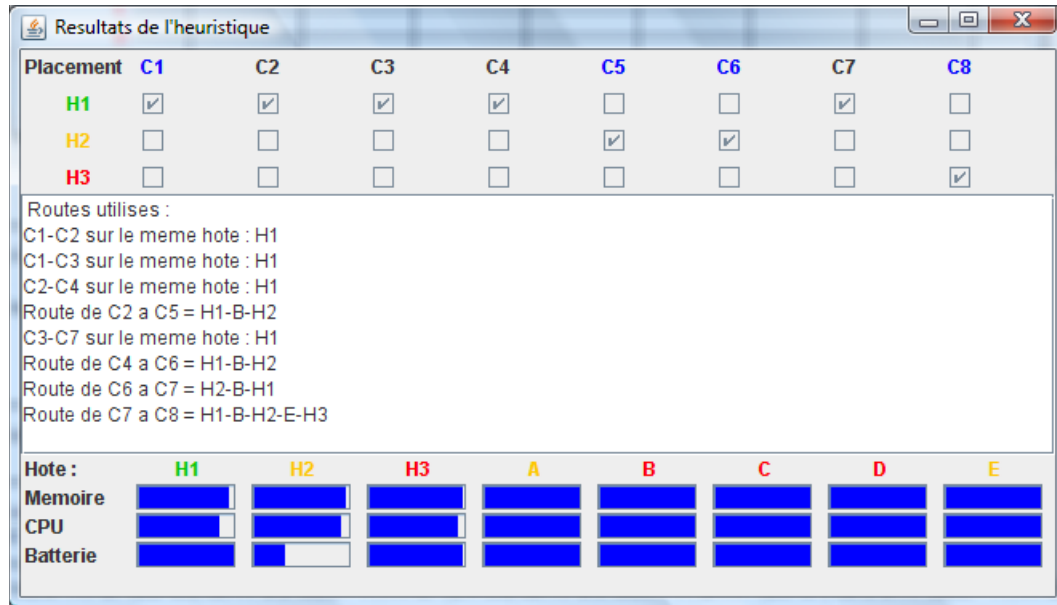 Resultats de l'heuristique
Placement C1 C2 C3 C4 C5 C6 C7 C8
H1
H2
H3
Routes utilises :
C1-C2 sur le meme hote : H1
C1-C3 sur le meme hote : H1
C2-C4 sur le meme hote : H1
Route de C2 a C5 = H1-B-H2
C3-C7 sur le meme hote : H1
Route de C4 a C6 = H1-B-H2
Route de C6 a C7 = H2-B-H1
Route de C7 a C8 = H1-B-H2-E-H3
Hote : H1 H2 H3 A B C D E
Memoire
CPU
Batterie